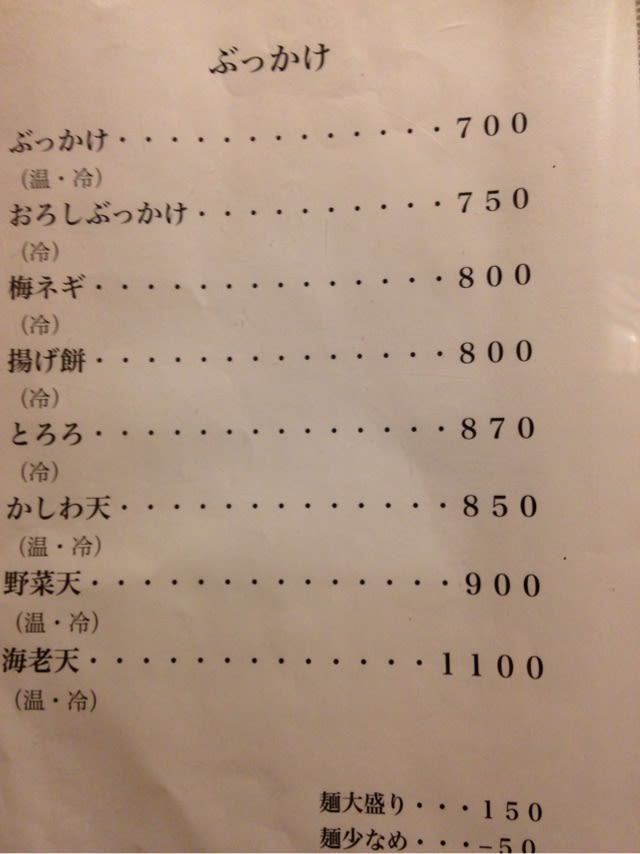 ぶっかけ
ぶっかけ・・・・・・・・・・・・・700
（温・冷）
おろしぶっかけ・・・・・・・・・・750
（冷）
梅ネギ・・・・・・・・・・・・・・800
（冷）
揚げ餅・・・・・・・・・・・・・・800
（冷）
とろろ・・・・・・・・・・・・・・870
（冷）
かしわ天・・・・・・・・・・・・・850
（温・冷）
野菜天・・・・・・・・・・・・・・900
（温・冷）
海老天・・・・・・・・・・・・・1100
（温・冷）
麺大盛り・・・150
麺少なめ・・・−50